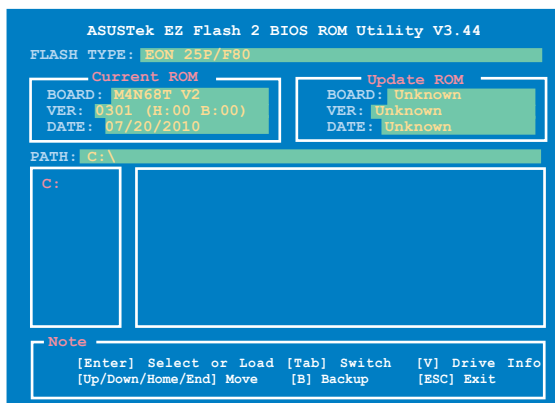 ASUSTek EZ Flash 2 BIOS ROM Utility V3.44
FLASH TYPE: EON 25P/F80
Current ROM
BOARD: M4N68T V2
VER: 0301 (H:00 B:00)
DATE: 07/20/2010
Update ROM
BOARD: Unknown
VER: Unknown
DATE: Unknown
PATH: C:\
C:
Note
[Enter] Select or Load [Tab] Switch [V] Drive Info
[Up/Down/Home/End] Move [B] Backup [ESC] Exit